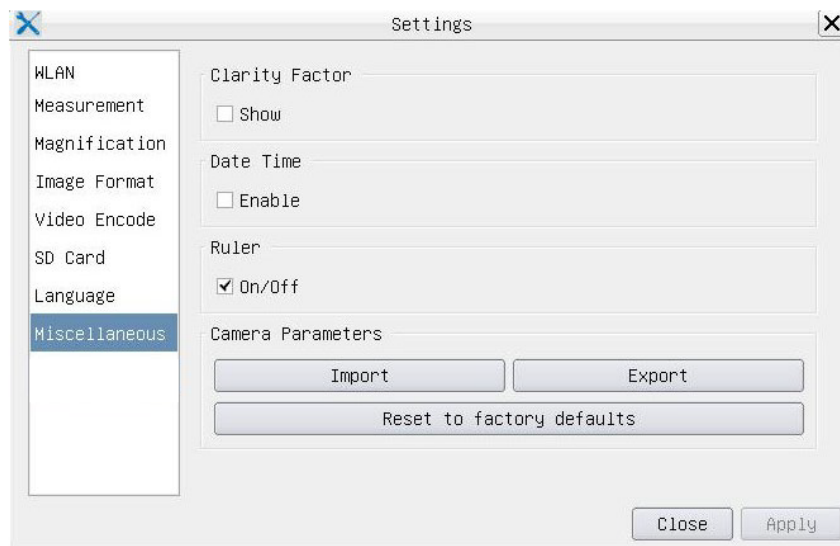 Settings
WLAN
Measurement
Magnification
Image Format
Video Encode
SD Card
Language
Miscellaneous
Clarity Factor
Show
Date Time
Enable
Ruler
On/Off
Camera Parameters
Import Export
Reset to factory defaults
Close Apply